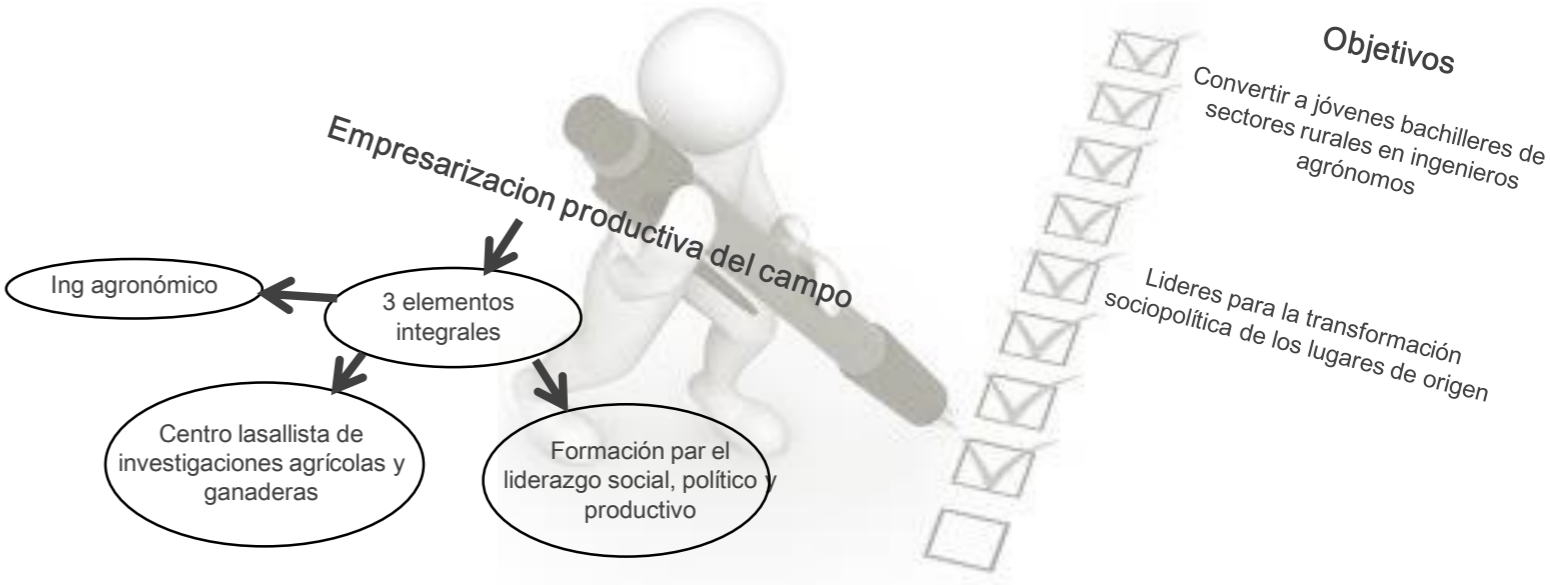 Empresarizacion productiva del campo
3 elementos
integrales
Ing agronómico
Centro lasallista de
investigaciones agrícolas y
ganaderas
Formación par el
liderazgo social, político y
productivo
Objetivos
Convertir a jóvenes bachilleres de
sectores rurales en ingenieros
agrónomos
Lideres para la transformación
sociopolítica de los lugares de origen